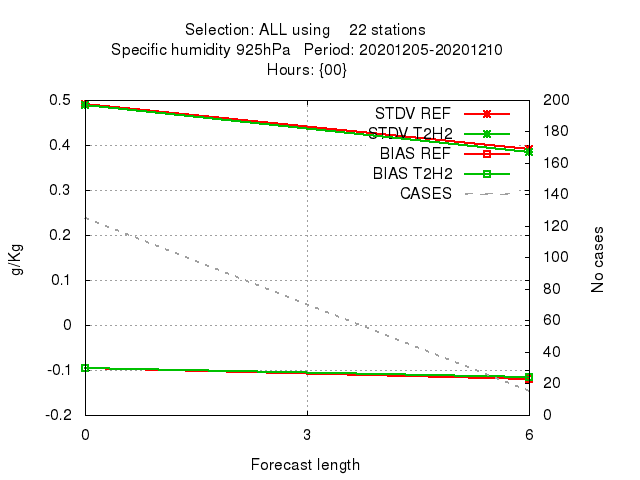 Selection: ALL using    22 stations
Specific humidity 925hPa   Period: 20201205-20201210
Hours: {00}
0.5
0.4
0.3
0.2
0.1
0
-0.1
-0.2
g/Kg
STDV REF
STDV T2H2
BIAS REF
BIAS T2H2
CASES
200
180
160
140
120
100
80
60
40
20
0
No cases
0
3
6
Forecast length